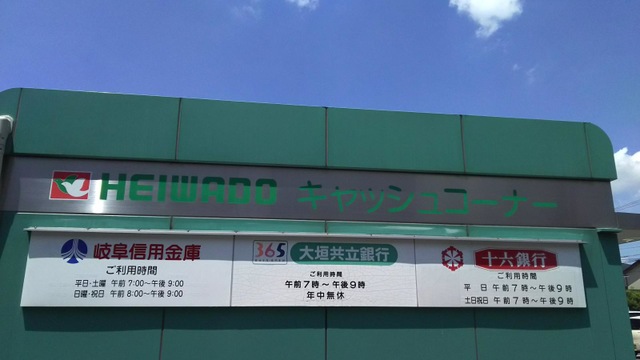 HEIWADO キャッシュコーナー
岐阜信用金庫
ご利用時間
平日・土曜 午前 7:00～午後 9:00
日曜・祝日 午前 8:00～午後 9:00
365 大垣共立銀行
ご利用時間
午前7時～午後9時
年中無休
十六銀行
ご利用時間
平日 午前7時～午後9時
土日祝日 午前7時～午後9時